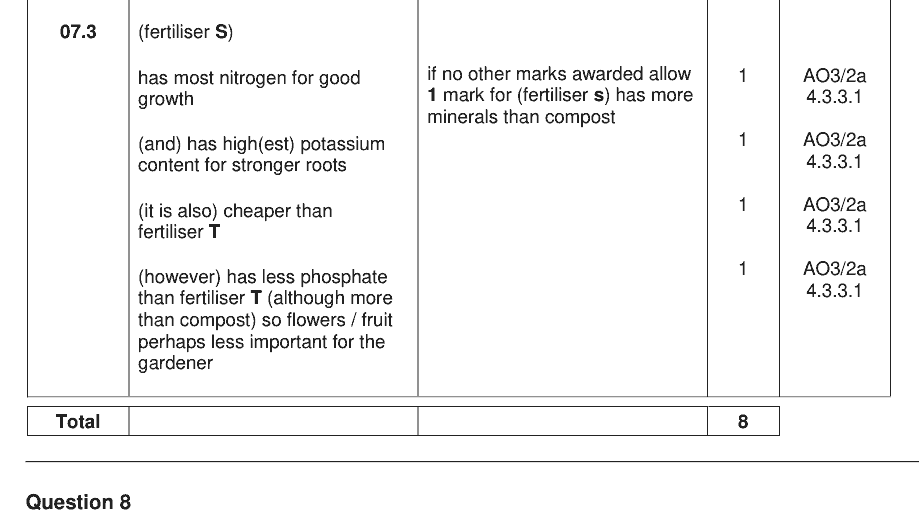 07.3
(fertiliser S)
has most nitrogen for good
growth
if no other marks awarded allow
1 mark for (fertiliser s) has more
minerals than compost
1
AO3/2a
4.3.3.1
(and) has high(est) potassium
content for stronger roots
1
AO3/2a
4.3.3.1
(it is also) cheaper than
fertiliser T
1
AO3/2a
4.3.3.1
(however) has less phosphate
than fertiliser T (although more
than compost) so flowers / fruit
perhaps less important for the
gardener
1
AO3/2a
4.3.3.1
Total
8
Question 8